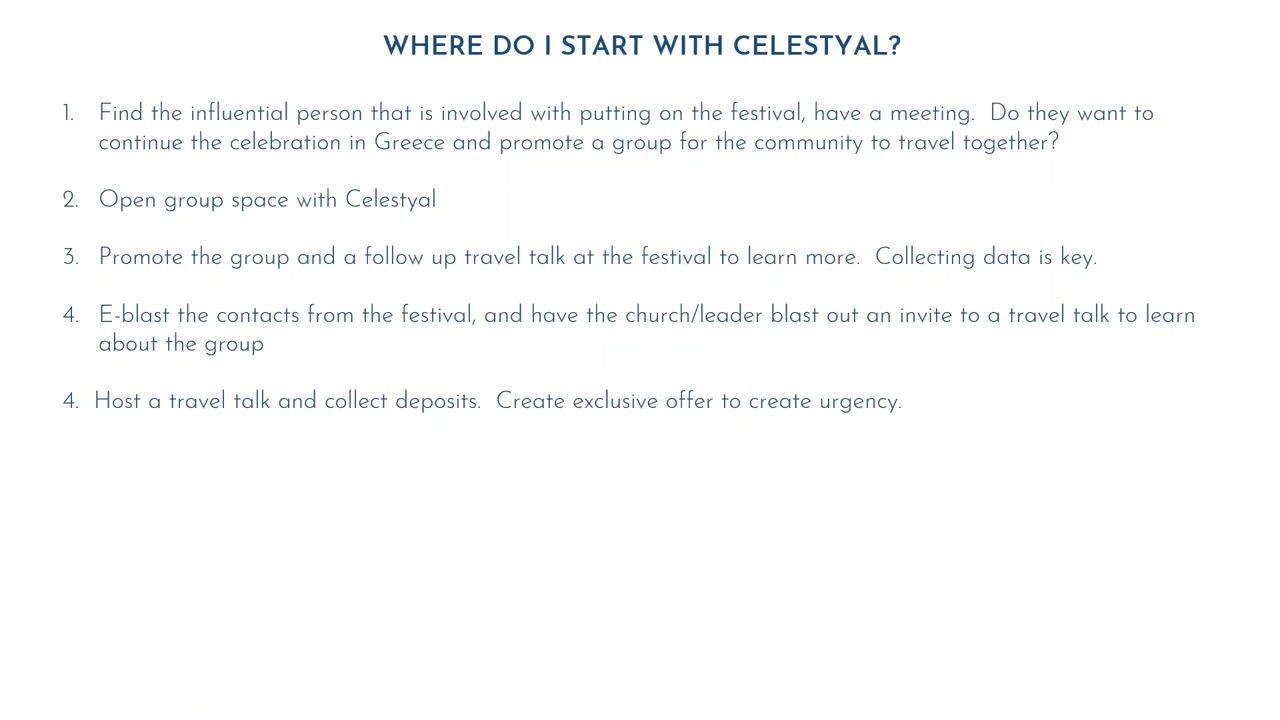 WHERE DO I START WITH CELESTYAL?
1. Find the influential person that is involved with putting on the festival, have a meeting.  Do they want to
continue the celebration in Greece and promote a group for the community to travel together?
2. Open group space with Celestyal
3. Promote the group and a follow up travel talk at the festival to learn more.  Collecting data is key.
4. E-blast the contacts from the festival, and have the church/leader blast out an invite to a travel talk to learn
about the group
4. Host a travel talk and collect deposits.  Create exclusive offer to create urgency.